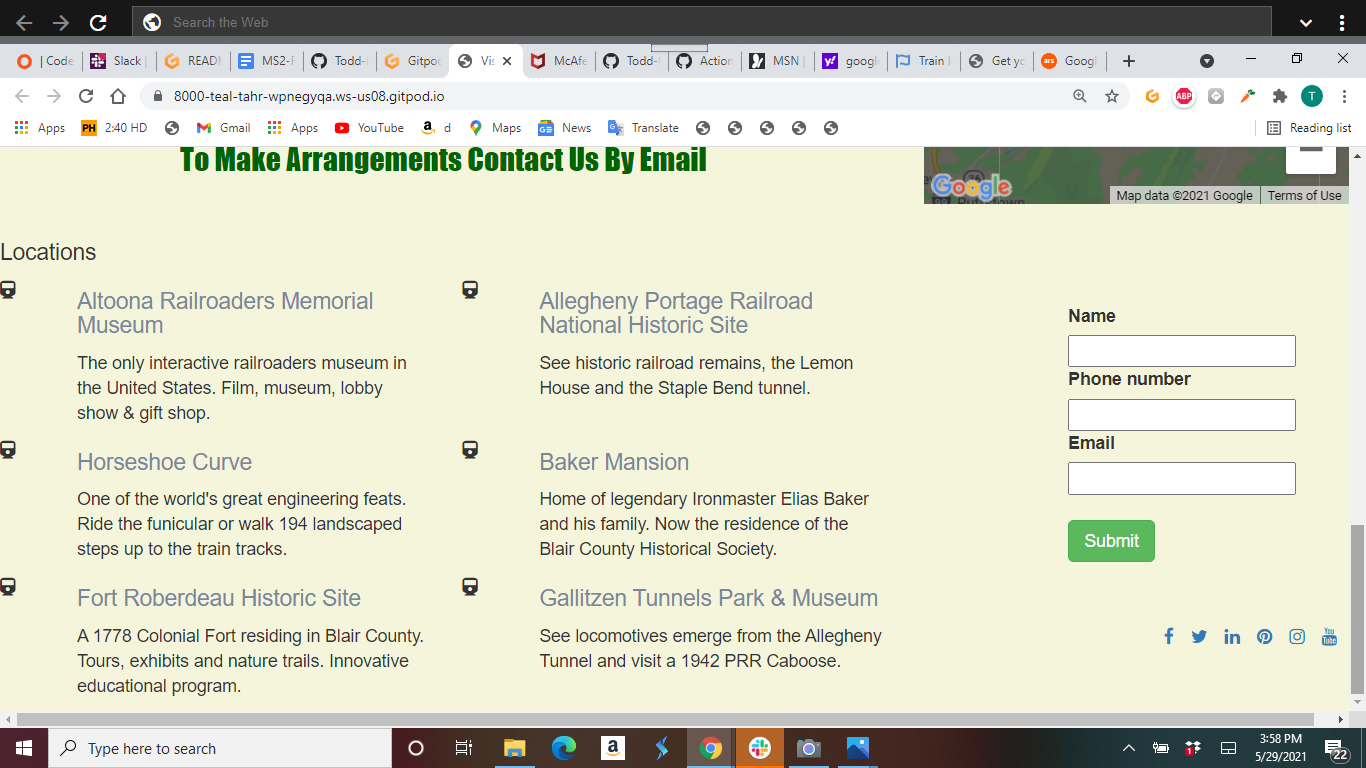 Search the Web
| Code
Slack |
READ
MS2-F
Todd-
Gitpo
Vis
McAfe
Todd-
Action
MSN |
googl
Train l
Get yo
Googl
8000-teal-tahr-wpnegyqa.ws-us08.gitpod.io
ABP
T
Apps
PH
2:40 HD
Gmail
Apps
YouTube
d
Maps
News
Translate
Reading list
To Make Arrangements Contact Us By Email
Google
Map data ©2021 Google
Terms of Use
Locations
Altoona Railroaders Memorial
Museum
The only interactive railroaders museum in
the United States. Film, museum, lobby
show & gift shop.
Allegheny Portage Railroad
National Historic Site
See historic railroad remains, the Lemon
House and the Staple Bend tunnel.
Horseshoe Curve
One of the world's great engineering feats.
Ride the funicular or walk 194 landscaped
steps up to the train tracks.
Baker Mansion
Home of legendary Ironmaster Elias Baker
and his family. Now the residence of the
Blair County Historical Society.
Fort Roberdeau Historic Site
A 1778 Colonial Fort residing in Blair County.
Tours, exhibits and nature trails. Innovative
educational program.
Gallitzen Tunnels Park & Museum
See locomotives emerge from the Allegheny
Tunnel and visit a 1942 PRR Caboose.
Name
Phone number
Email
Submit
You
Tube
Type here to search
3:58 PM
5/29/2021
22